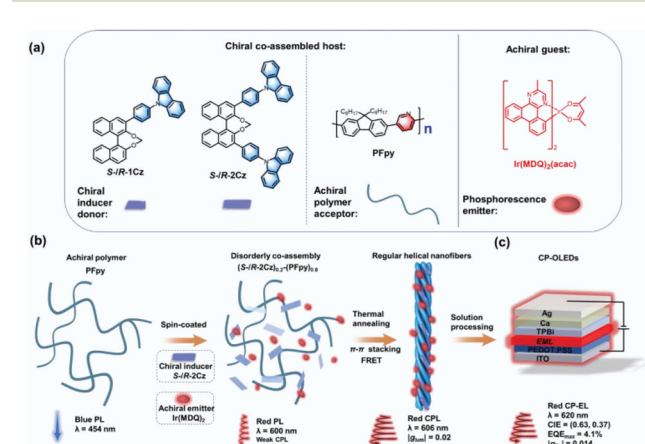 (a)
Chiral co-assembled host:
Achiral guest:
C8H17 C8H17
n
PFpy
S-/R-1Cz
S-/R-2Cz
2
Ir(MDQ)2(acac)
Chiral
inducer
donor:
Achiral
polymer
acceptor:
Phosphorescence
emitter:
(b)
Achiral polymer
PFpy
Disorderly co-assembly
(S-/R-2Cz)0.2-(PFpy)0.8
Regular helical nanofibers
(c)
CP-OLEDs
Spin-coated
Chiral inducer
S-/R-2Cz
Achiral emitter
Ir(MDQ)2
Thermal
annealing
π-π stacking
FRET
Solution
processing
Ag
Ca
TPBi
EML
PEDOT:PSS
ITO
Blue PL
λ = 454 nm
Red PL
λ = 600 nm
Weak CPL
Red CPL
λ = 606 nm
|glum| = 0.02
Red CP-EL
λ = 620 nm
CIE = (0.63, 0.37)
EQEmax = 4.1%